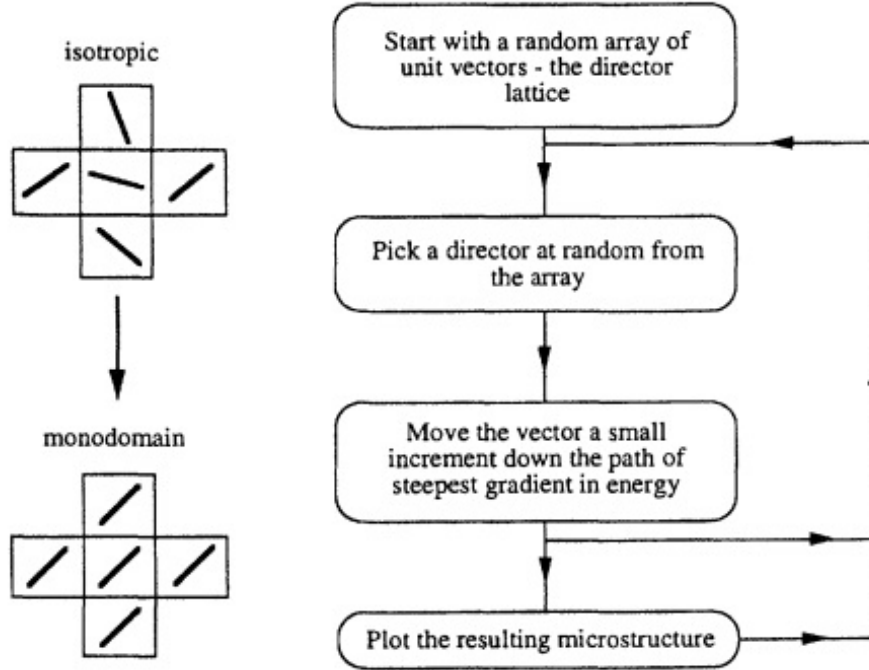 isotropic
monodomain
Start with a random array of
unit vectors - the director
lattice
Pick a director at random from
the array
Move the vector a small
increment down the path of
steepest gradient in energy
Plot the resulting microstructure